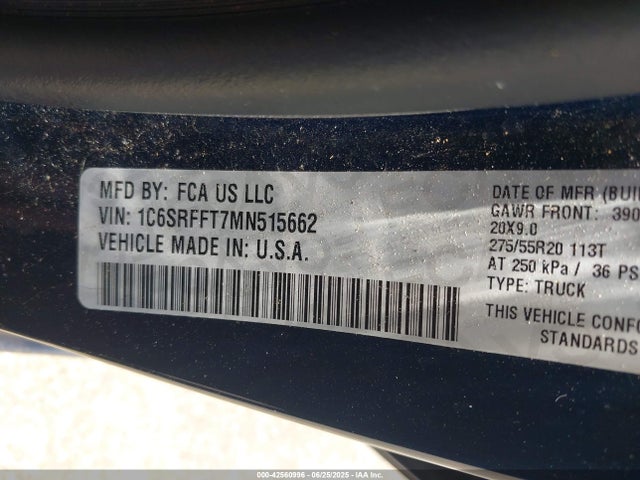 MFD BY: FCA US LLC
VIN: 1C6SRFFT7MN515662
VEHICLE MADE IN U.S.A.
DATE OF MFR (BUI
GAWR FRONT: 390
20X9.0
275/55R20 113T
AT 250 kPa / 36 PS
TYPE: TRUCK
THIS VEHICLE CONFO
STANDARDS
000-42560996 - 06/25/2025 - IAA Inc.